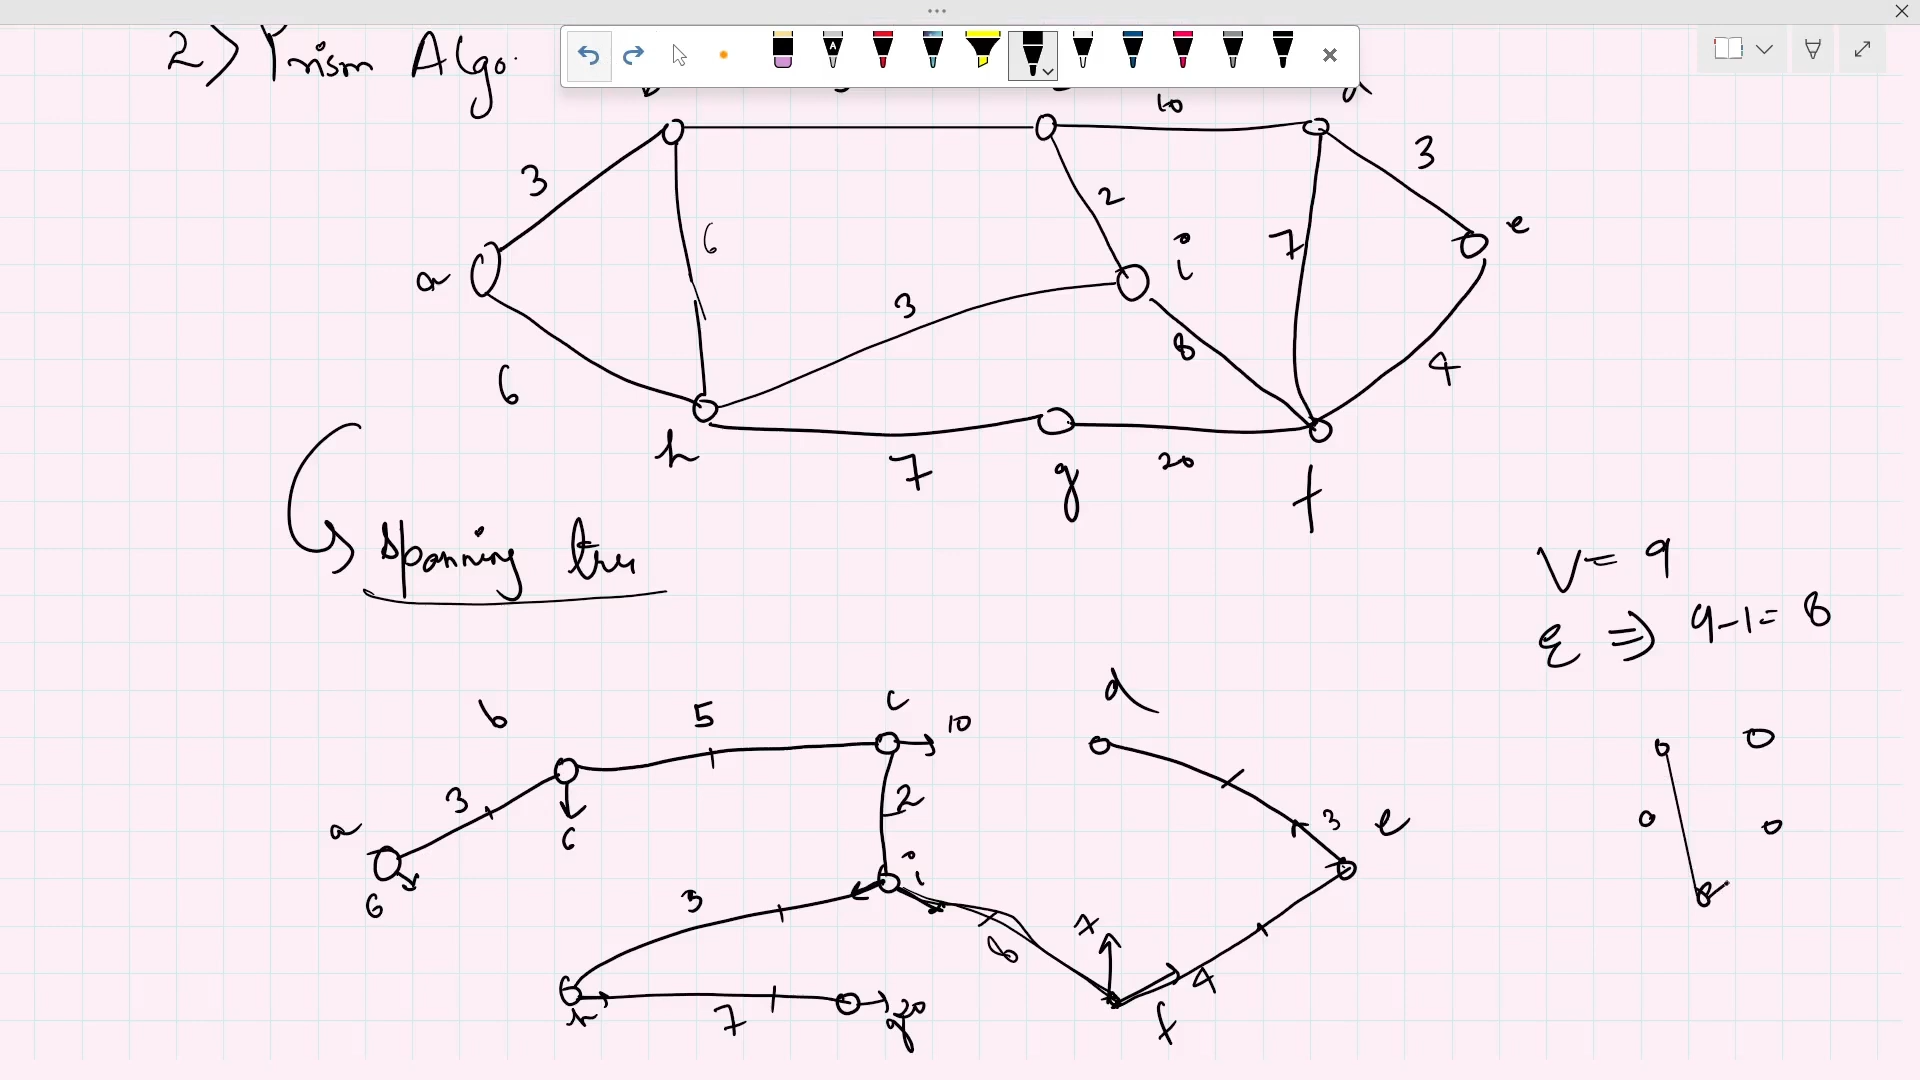 2) Prism Algo.
10
3
3
2
6
i
7
e
a
3
8
4
6
h
7
g
20
f
Spanning tree
V = 9
E ⇒ 9-1 = 8
b
5
c
10
d
3
2
a
6
3
e
i
6
3
8
x
4
h
7
20
g
f